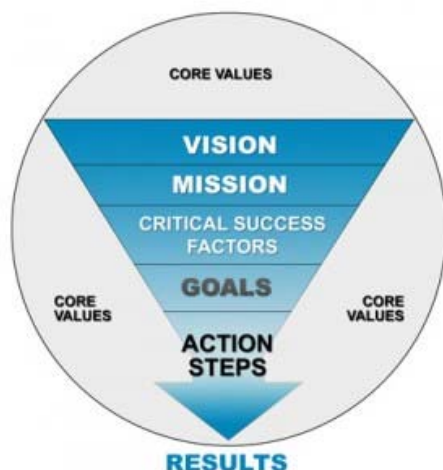 CORE VALUES
VISION
MISSION
CRITICAL SUCCESS
FACTORS
GOALS
CORE
VALUES
CORE
VALUES
ACTION
STEPS
RESULTS